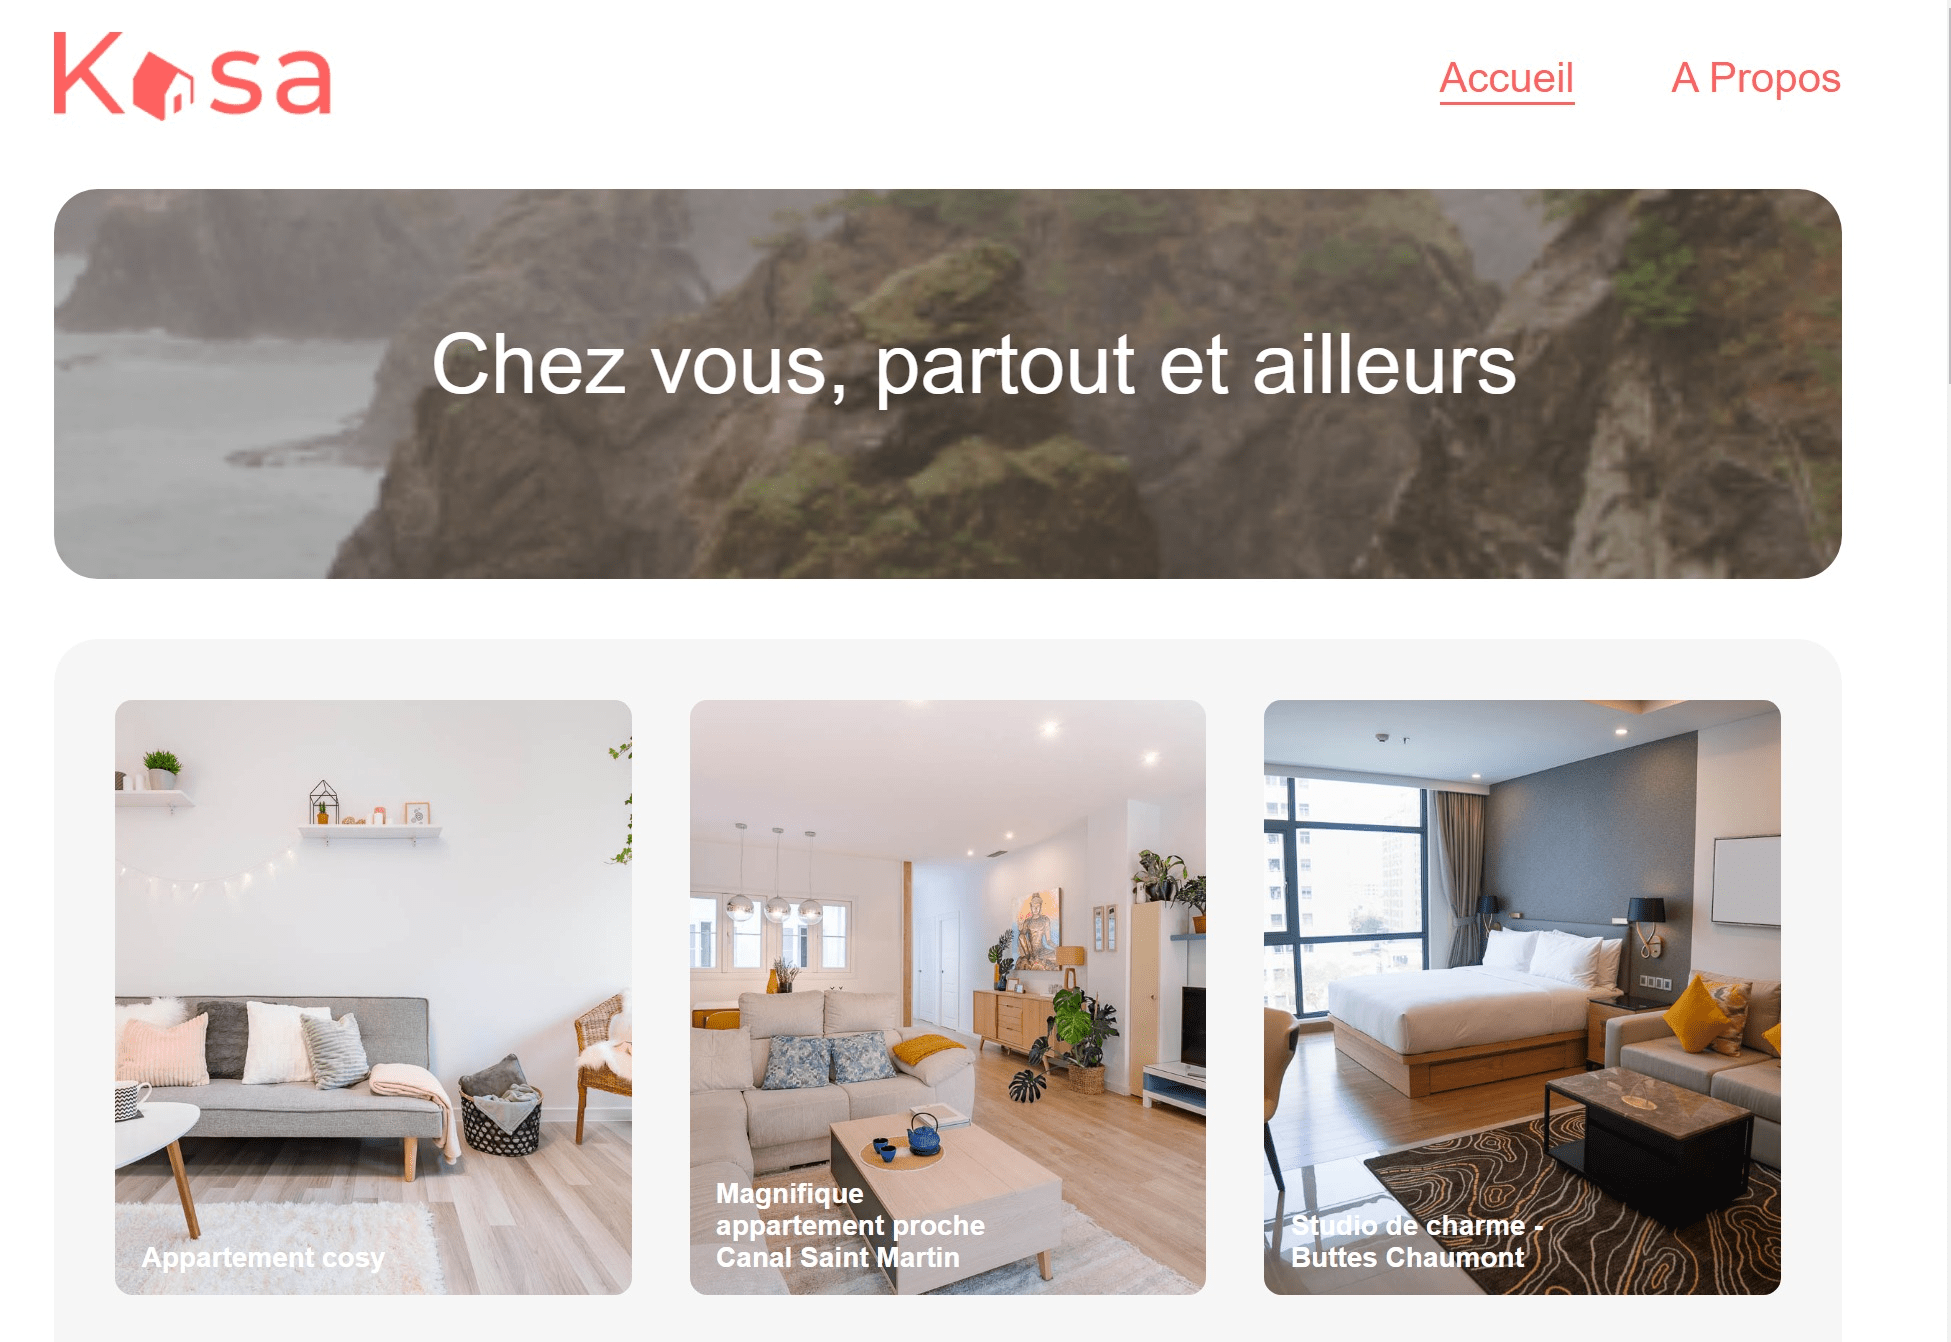 Kasa
Accueil
A Propos
Chez vous, partout et ailleurs
Appartement cosy
Magnifique
appartement proche
Canal Saint Martin
Studio de charme -
Buttes Chaumont